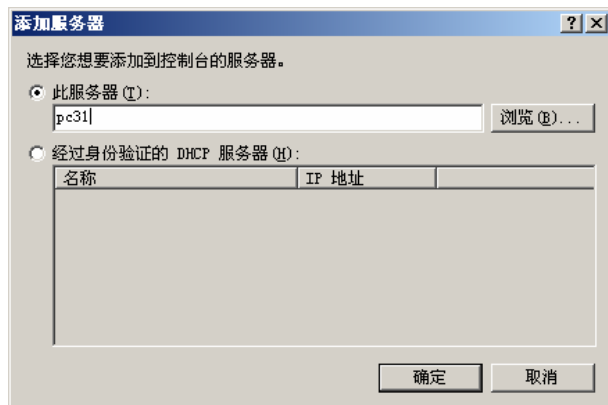 添加服务器
选择您想要添加到控制台的服务器。
此服务器(T):
pc31
浏览(B)...
经过身份验证的 DHCP 服务器(H):
名称 IP 地址
确定 取消